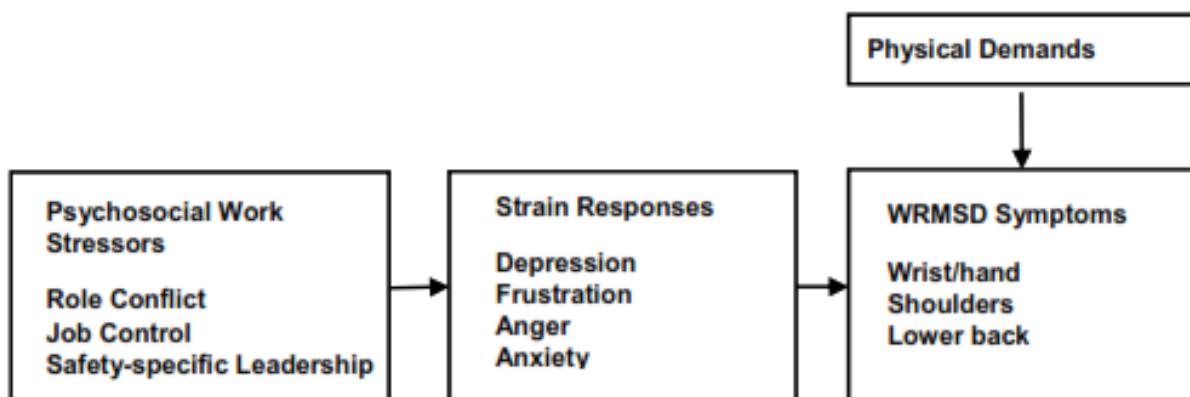 Physical Demands
Psychosocial Work
Stressors
Role Conflict
Job Control
Safety-specific Leadership
Strain Responses
Depression
Frustration
Anger
Anxiety
WRMSD Symptoms
Wrist/hand
Shoulders
Lower back